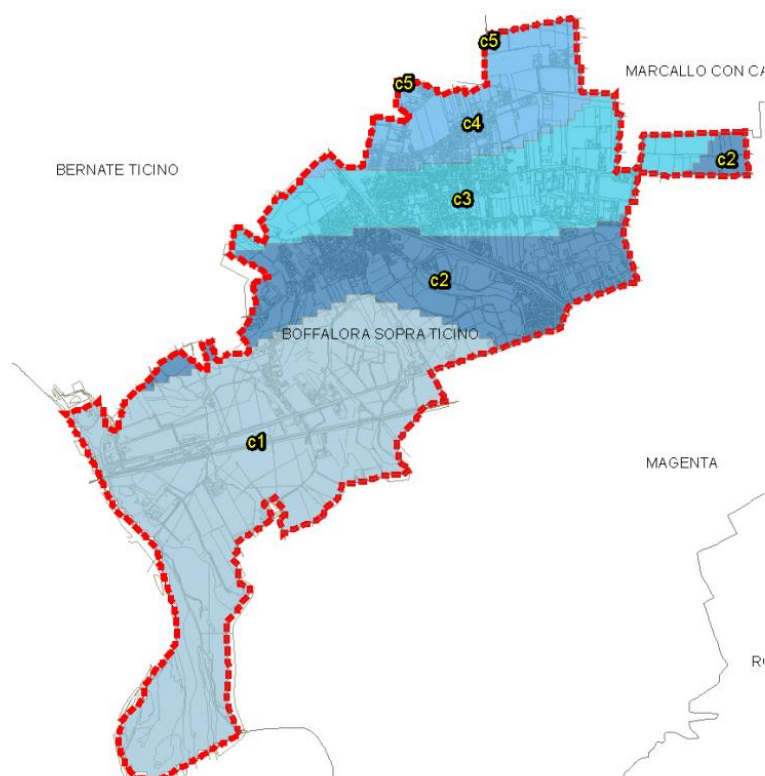 c5
MARCALLO CON CA
c5
c4
c2
BERNATE TICINO
c3
c2
BOFFALORA SOPRA TICINO
c1
MAGENTA
R